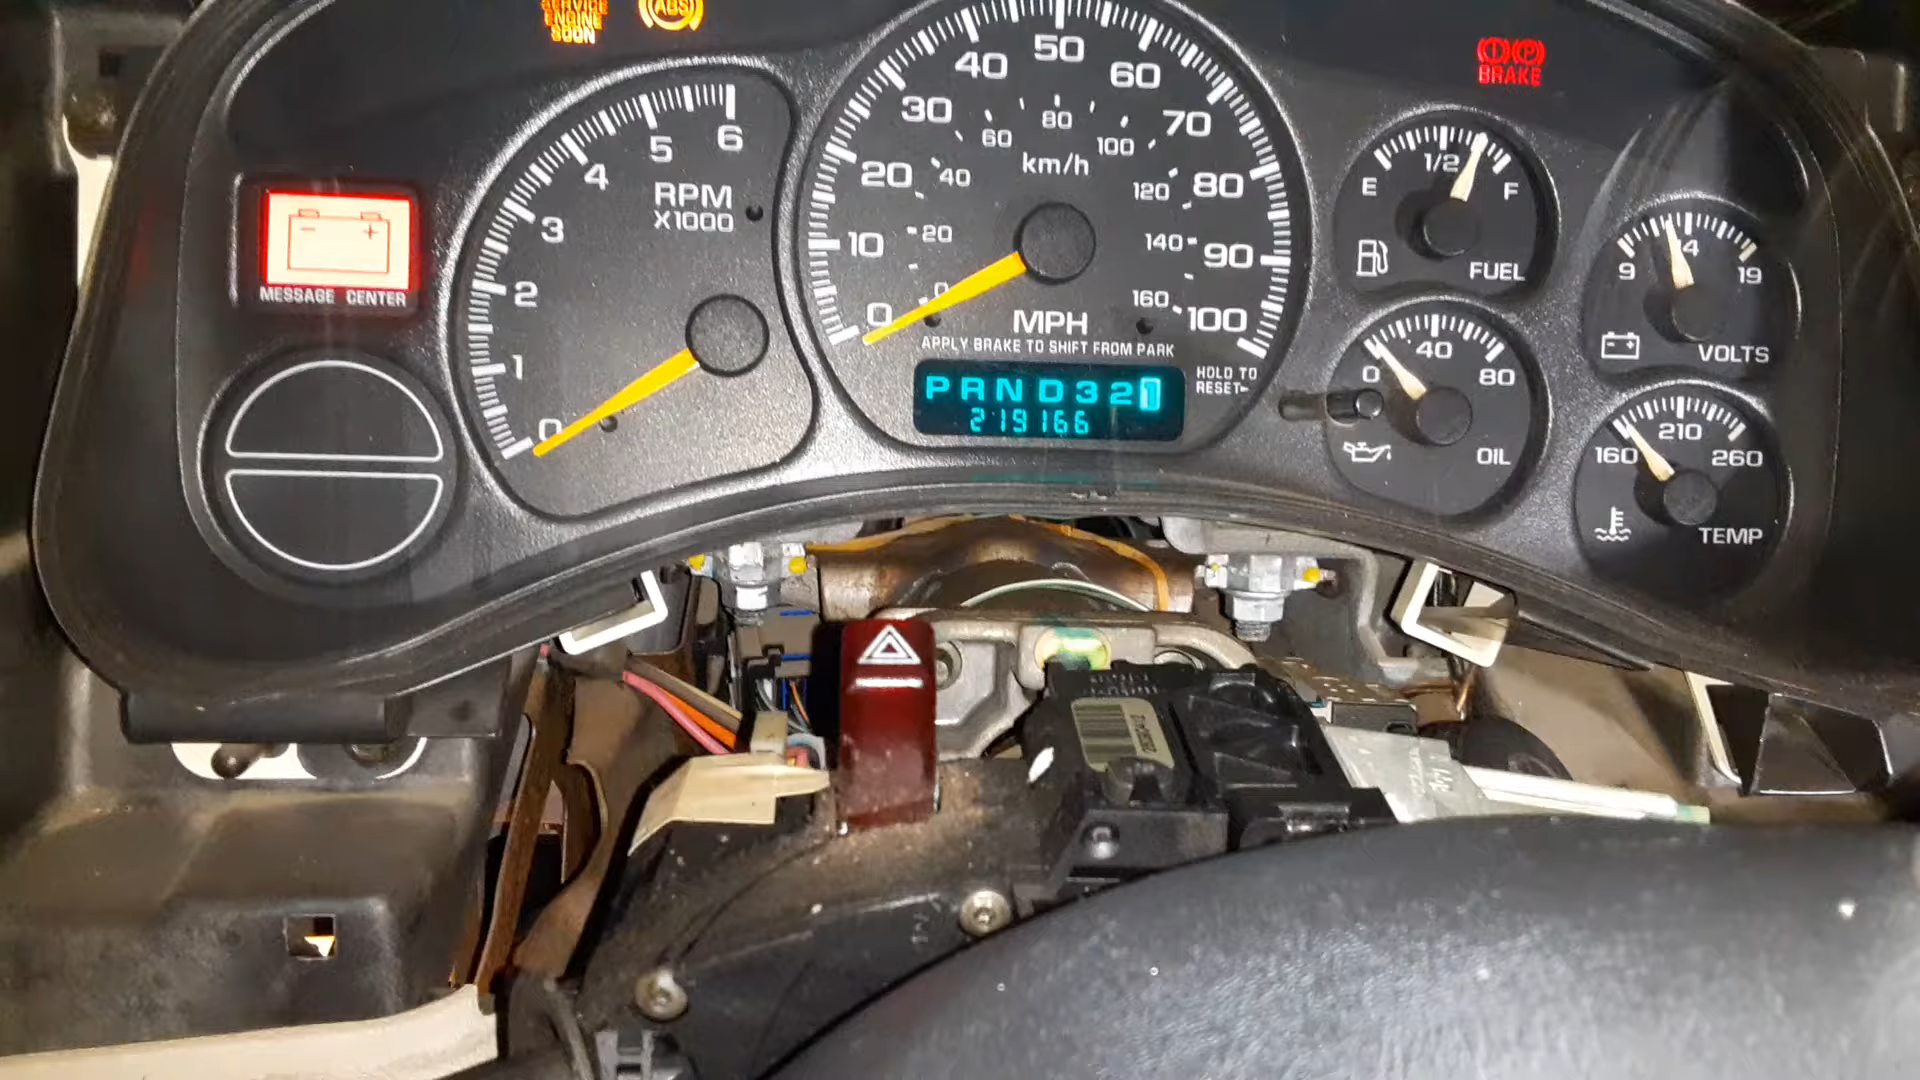 SERVICE
ENGINE
SOON
ABS
BRAKE
P
- +
MESSAGE CENTER
0 1 2 3 4 5 6
RPM
X1000
0 10 20 30 40 50 60 70 80 90 100
0 20 40 60 80 100 120 140 160
km/h
MPH
APPLY BRAKE TO SHIFT FROM PARK
PRND321
219166
HOLD TO
RESET
E 1/2 F
FUEL
9 14 19
VOLTS
0 40 80
OIL
160 210 260
TEMP